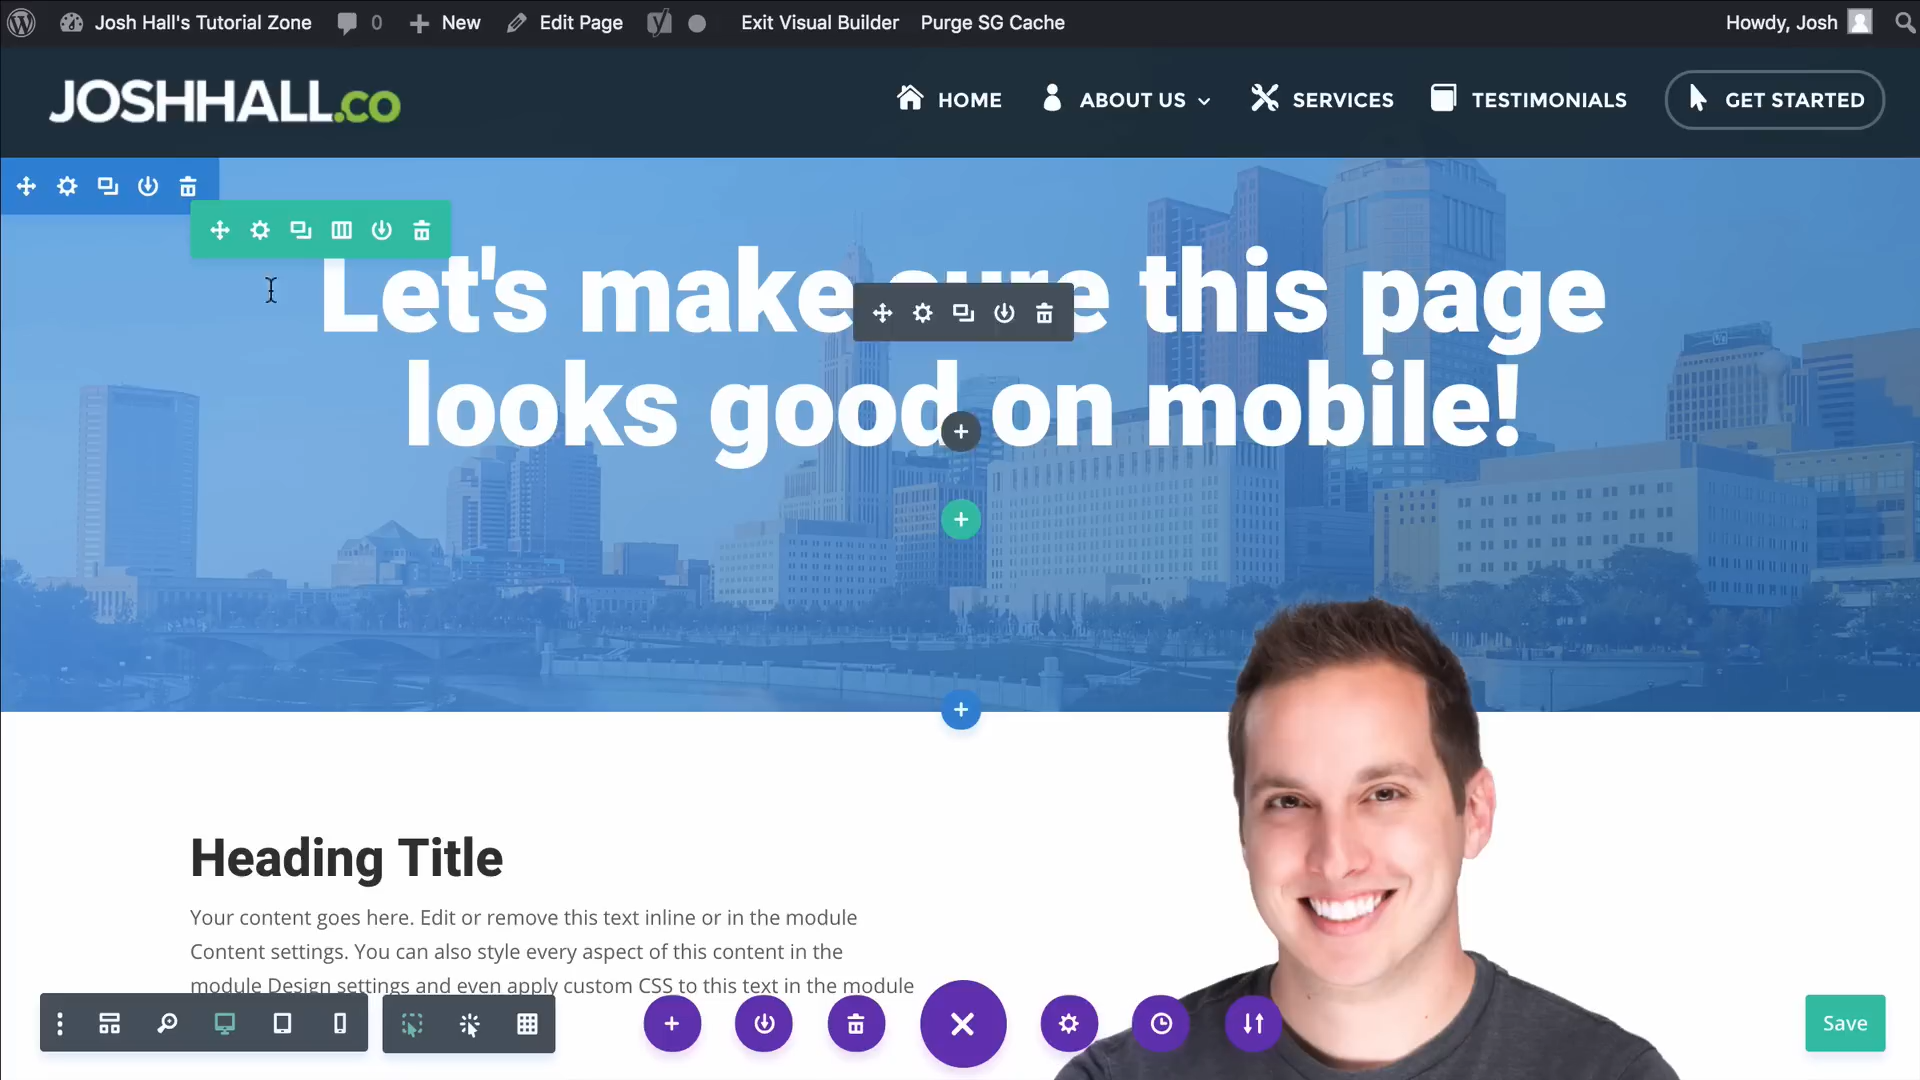 Josh Hall's Tutorial Zone 0 New Edit Page Exit Visual Builder Purge SG Cache Howdy, Josh
JOSHHALL.CO HOME ABOUT US SERVICES TESTIMONIALS GET STARTED
Let's make sure this page
looks good on mobile!
Heading Title
Your content goes here. Edit or remove this text inline or in the module
Content settings. You can also style every aspect of this content in the
module Design settings and even apply custom CSS to this text in the module
Save